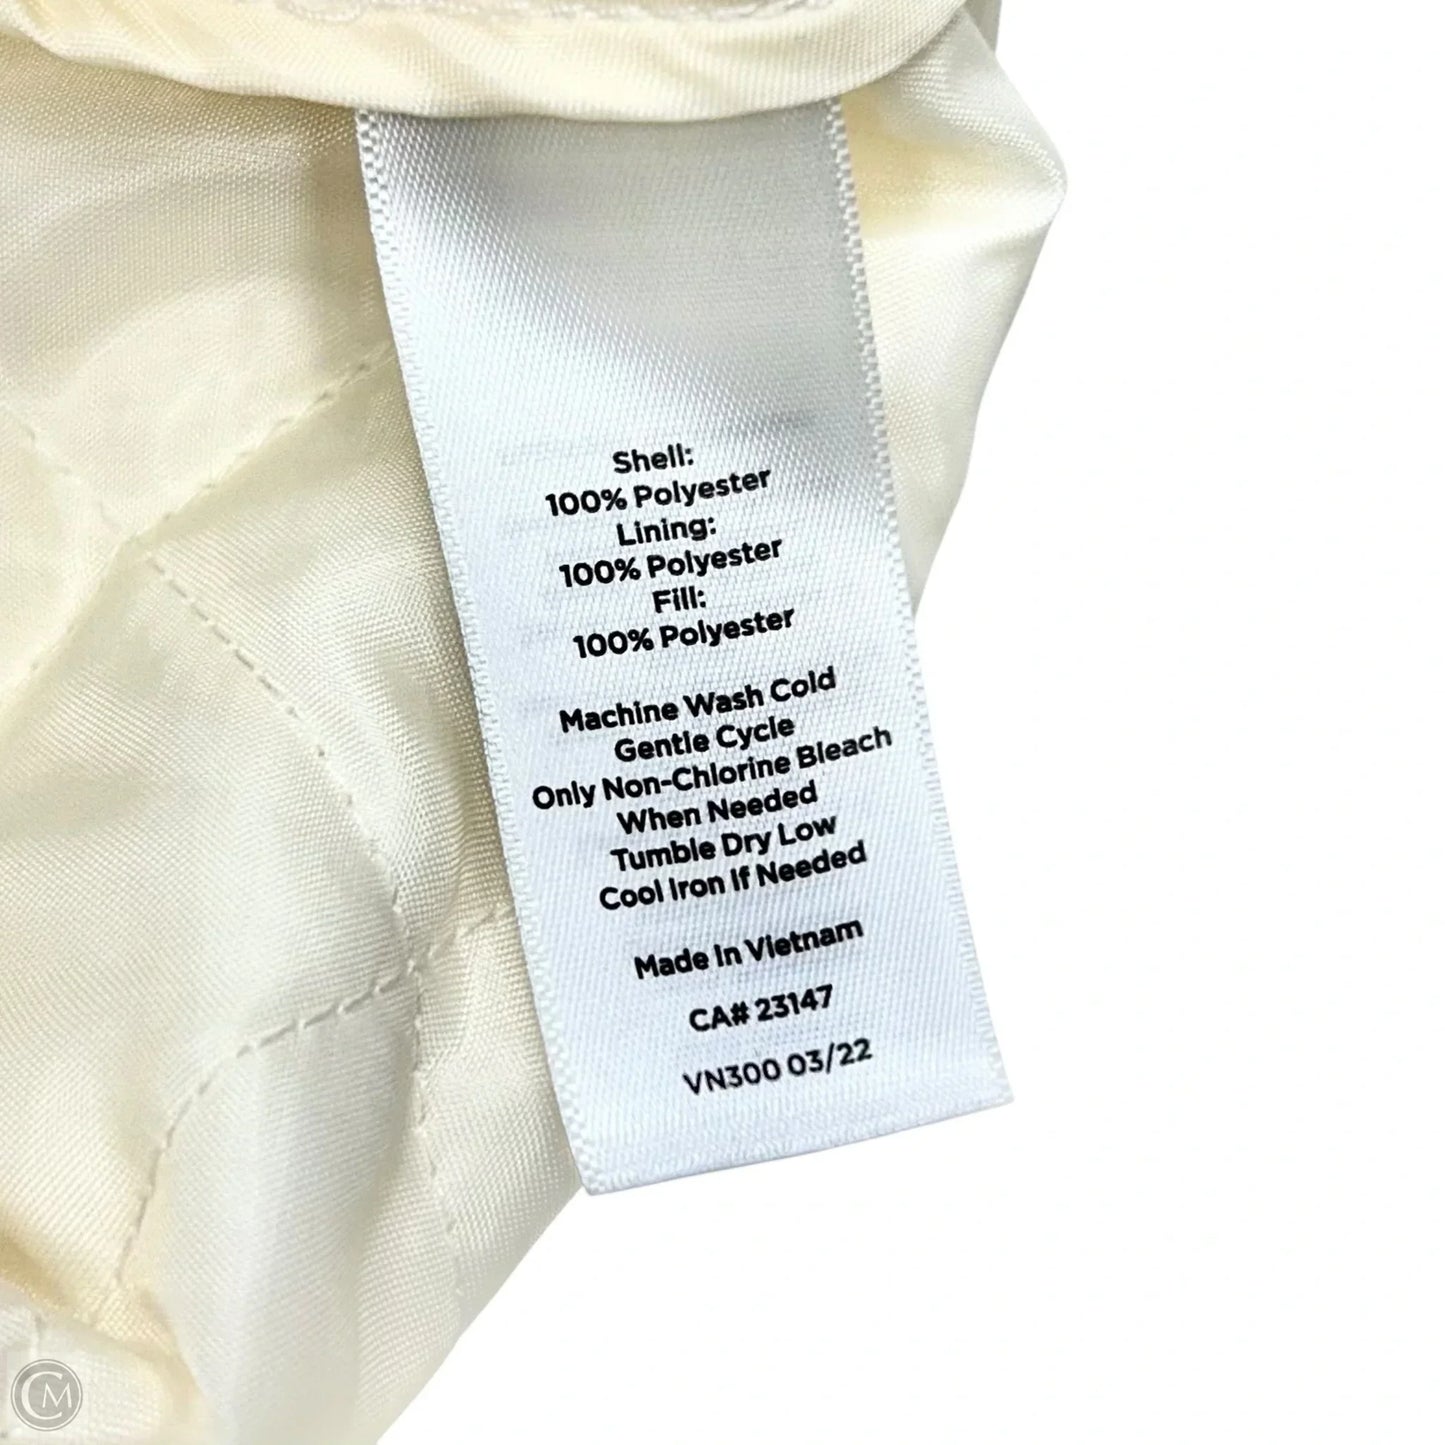 Shell:
100% Polyester
Lining:
100% Polyester
Fill:
100% Polyester
Machine Wash Cold
Gentle Cycle
Only Non-Chlorine Bleach
When Needed
Tumble Dry Low
Cool Iron If Needed
Made In Vietnam
CA# 23147
VN300 03/22
CM